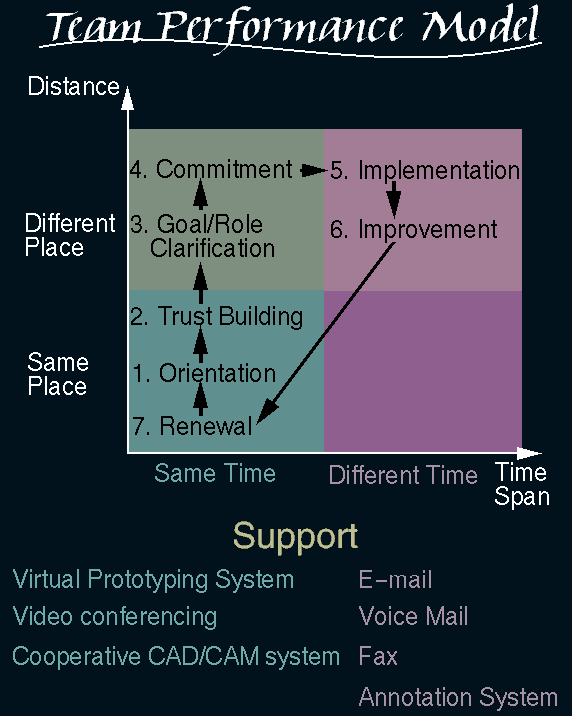 Team Performance Model
Distance
4. Commitment
5. Implementation
Different
Place
3. Goal/Role
Clarification
6. Improvement
2. Trust Building
Same
Place
1. Orientation
7. Renewal
Same Time
Different Time
Time
Span
Support
Virtual Prototyping System
E-mail
Video conferencing
Voice Mail
Cooperative CAD/CAM system
Fax
Annotation System